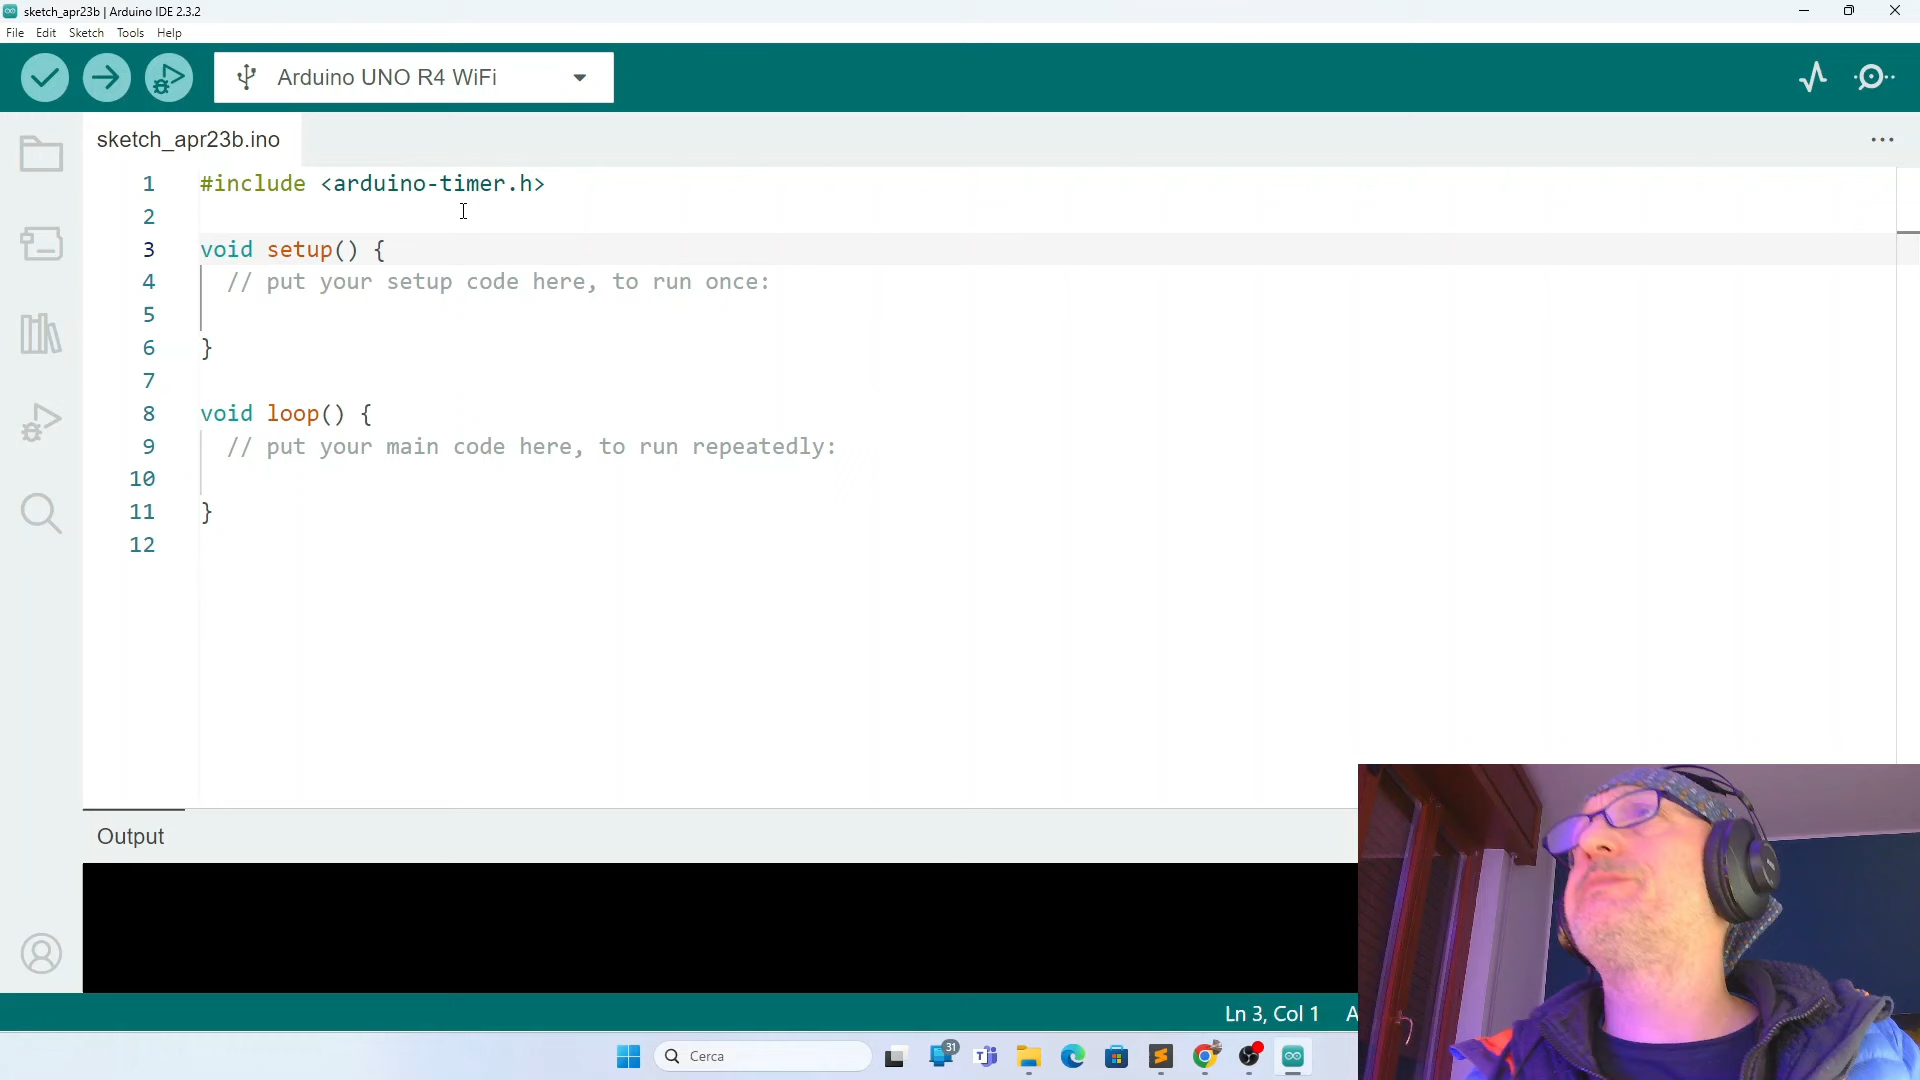 sketch_apr23b | Arduino IDE 2.3.2
File Edit Sketch Tools Help
Arduino UNO R4 WiFi
sketch_apr23b.ino
1 #include <arduino-timer.h>
2
3 void setup() {
4 // put your setup code here, to run once:
5
6 }
7
8 void loop() {
9 // put your main code here, to run repeatedly:
10
11 }
12
Output
Ln 3, Col 1 A
Cerca
31